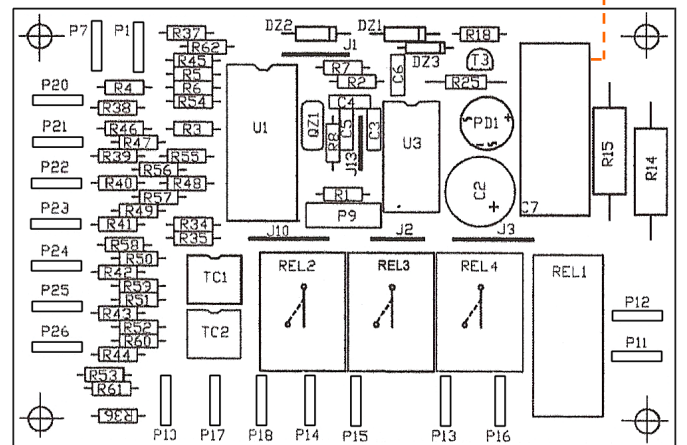 P7
P1
R37
R62
R45
R5
R6
R54
DZ2
J1
DZ1
DZ3
R18
T3
R7
R2
C6
R25
P20
R4
R38
U1
QZ1
C4
C5
R8
J13
C3
U3
PD1
P21
R46
R3
R47
R39
R55
R56
R15
R14
P22
R40
R48
R57
R49
C2
R1
P23
R41
R34
R35
P9
C7
J10
J2
J3
P24
R58
R50
R42
R59
R51
TC1
REL2
REL3
REL4
REL1
P25
R43
R52
R60
TC2
P12
P26
R44
P11
R53
R61
R36
P10
P17
P18
P14
P15
P13
P16